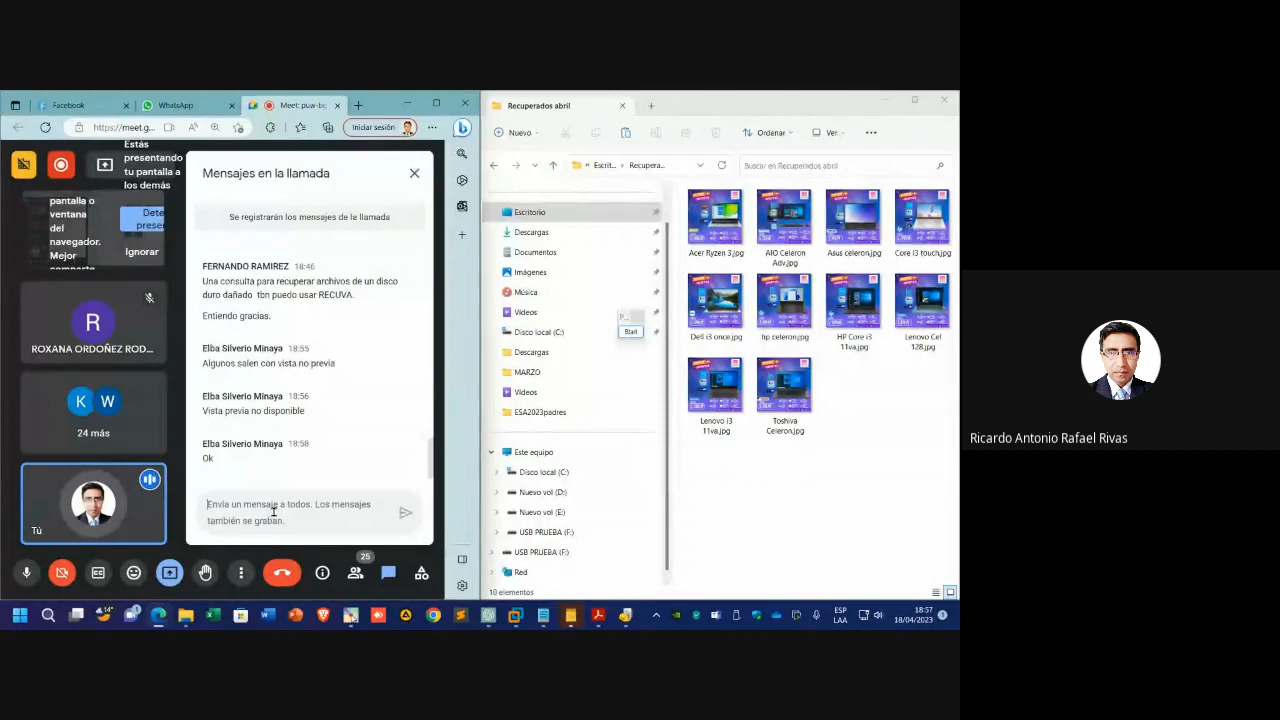 Facebook
WhatsApp
Meet: puw-bg
https://meet.g...
Iniciar sesión
Estás
presentando
tu pantalla a
los demás
pantalla o
ventana
del
navegador.
Mejor
Dete
prese
Ignorar
R
ROXANA ORDOÑEZ ROD...
K W
24 más
Tú
Mensajes en la llamada
Se registrarán los mensajes de la llamada
FERNANDO RAMIREZ 18:46
Una consulta para recuperar archivos de un disco
duro dañado tbn puedo usar RECUVA.
Entiendo gracias.
Elba Silverio Minaya 18:55
Algunos salen con vista no previa
Elba Silverio Minaya 18:56
Vista previa no disponible
Elba Silverio Minaya 18:58
Ok
Envía un mensaje a todos. Los mensajes
también se graban.
25
Recuperados abril
Nuevo
Ordenar
Ver
Escrit... Recupera...
Buscar en Recuperados abril
Escritorio
Descargas
Documentos
Imágenes
Música
Videos
Disco local (C:)
Descargas
MARZO
Videos
ESA2023padres
Este equipo
Disco local (C:)
Nuevo vol (D:)
Nuevo vol (E:)
USB PRUEBA (F:)
USB PRUEBA (F:)
Red
P...
Start
Acer Ryzen 3.jpg
AIO Celeron
Adv.jpg
Asus celeron.jpg
Core i3 touch.jpg
Dell i3 once.jpg
hp celeron.jpg
HP Core i3
11va.jpg
Lenovo Cel
128.jpg
Lenovo i3
11va.jpg
Toshiva
Celeron.jpg
10 elementos
14°
ESP
LAA
18:57
18/04/2023
Ricardo Antonio Rafael Rivas